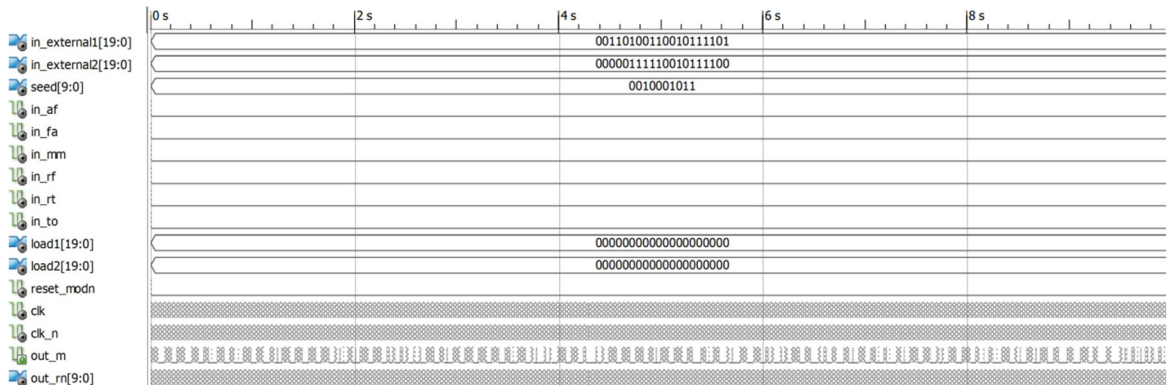 0 s 2 s 4 s 6 s 8 s
in_external1[19:0] 00110100110010111101
in_external2[19:0] 00000111110010111100
seed[9:0] 0010001011
in_af
in_fa
in_mm
in_rf
in_rt
in_to
load1[19:0] 00000000000000000000
load2[19:0] 00000000000000000000
reset_modn
clk
clk_n
out_m
out_rn[9:0]